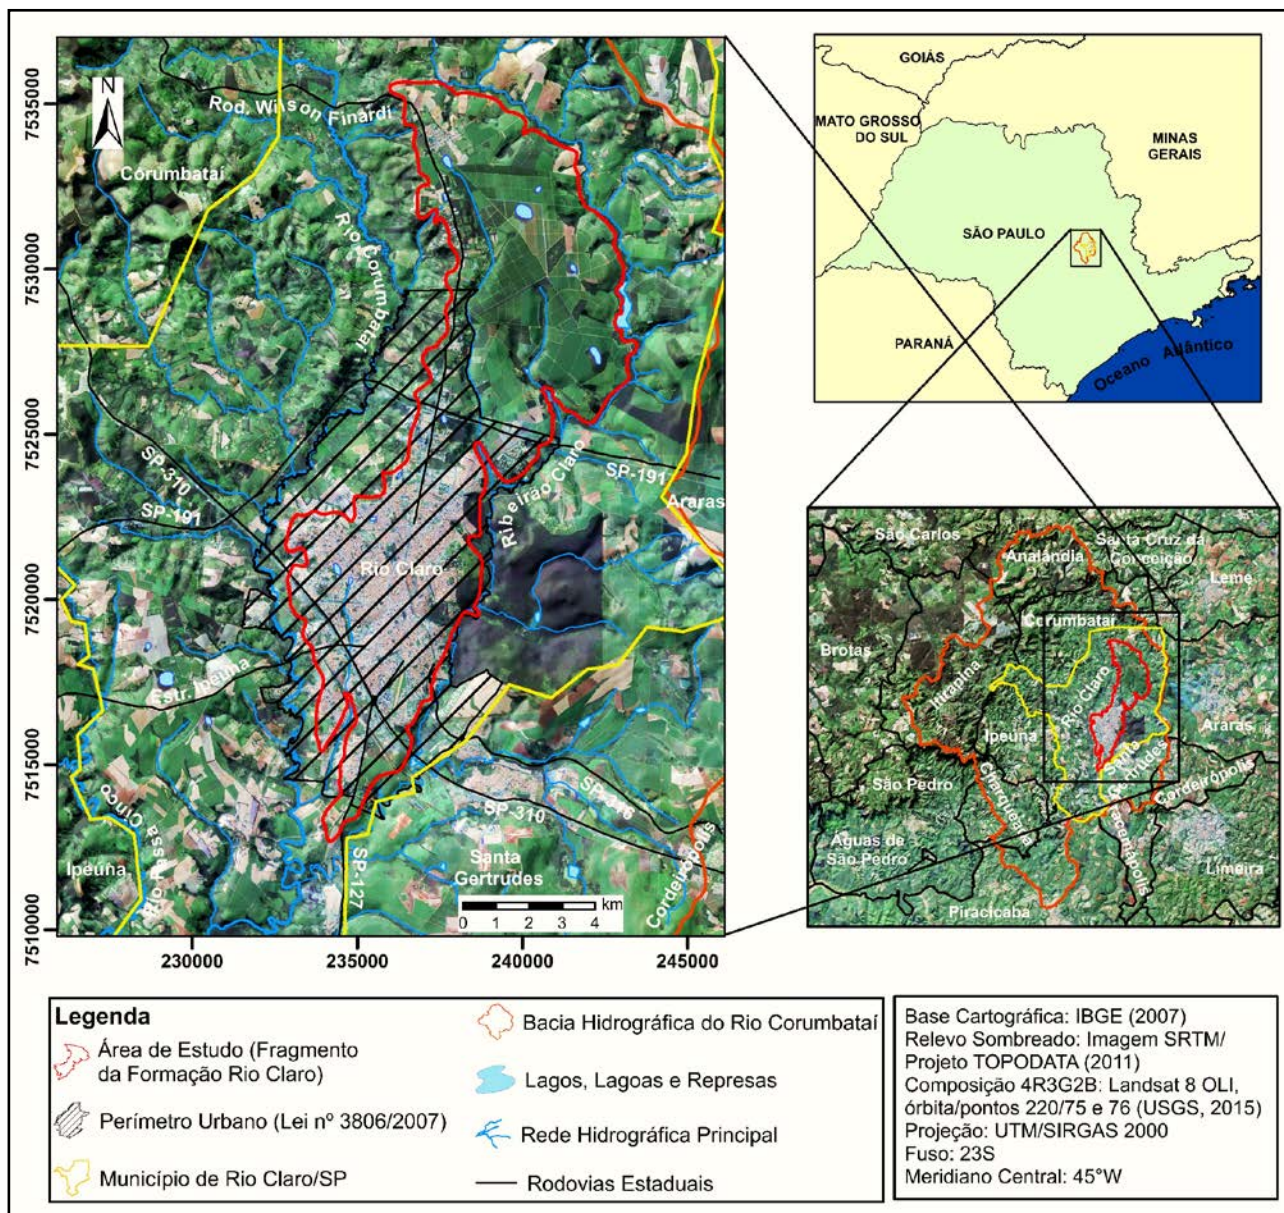 N
Rod. Wilson Finardi
Corumbataí
Rio Corumbataí
SP-310
SP-191
Ribeirão Claro
SP-191
Araras
Rio Claro
Estr. Ipeúna
Rio Passa Cinco
Ipeúna
SP-127
SP-310
SP-316
Santa
Gertrudes
Cordeirópolis
km
0 1 2 3 4
7535000
7530000
7525000
7520000
7515000
7510000
230000
235000
240000
245000
GOIÁS
MATO GROSSO
DO SUL
MINAS
GERAIS
SÃO PAULO
PARANÁ
Oceano Atlântico
São Carlos
Analândia
Santa Cruz da
Conceição
Leme
Corumbataí
Brotas
Itirapina
Rio Claro
Ipeúna
Araras
Santa
Gertrudes
São Pedro
Charqueada
Cordeirópolis
Iracemápolis
Águas de
São Pedro
Limeira
Piracicaba
Legenda
Área de Estudo (Fragmento
da Formação Rio Claro)
Perímetro Urbano (Lei nº 3806/2007)
Município de Rio Claro/SP
Bacia Hidrográfica do Rio Corumbataí
Lagos, Lagoas e Represas
Rede Hidrográfica Principal
Rodovias Estaduais
Base Cartográfica: IBGE (2007)
Relevo Sombreado: Imagem SRTM/
Projeto TOPODATA (2011)
Composição 4R3G2B: Landsat 8 OLI,
órbita/pontos 220/75 e 76 (USGS, 2015)
Projeção: UTM/SIRGAS 2000
Fuso: 23S
Meridiano Central: 45°W